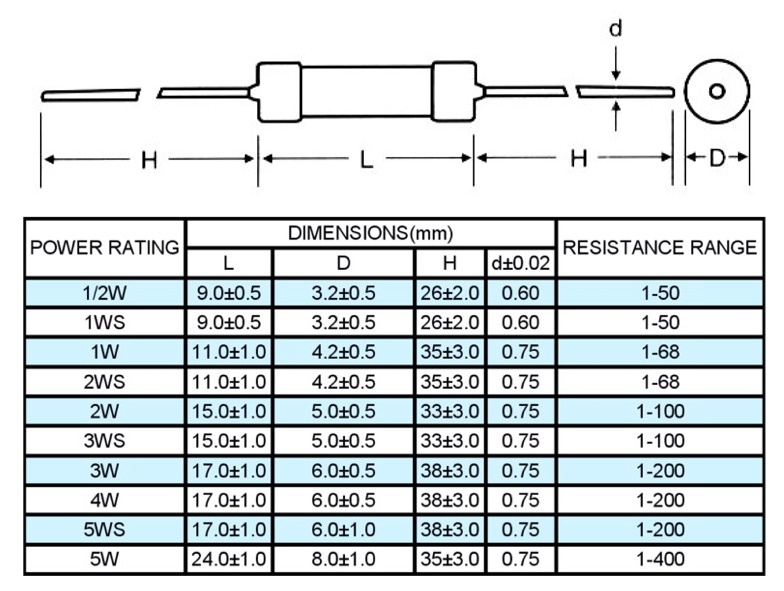 d
H L H D
DIMENSIONS(mm)
POWER RATING RESISTANCE RANGE
L D H d±0.02
1/2W 9.0±0.5 3.2±0.5 26±2.0 0.60 1-50
1WS 9.0±0.5 3.2±0.5 26±2.0 0.60 1-50
1W 11.0±1.0 4.2±0.5 35±3.0 0.75 1-68
2WS 11.0±1.0 4.2±0.5 35±3.0 0.75 1-68
2W 15.0±1.0 5.0±0.5 33±3.0 0.75 1-100
3WS 15.0±1.0 5.0±0.5 33±3.0 0.75 1-100
3W 17.0±1.0 6.0±0.5 38±3.0 0.75 1-200
4W 17.0±1.0 6.0±0.5 38±3.0 0.75 1-200
5WS 17.0±1.0 6.0±1.0 38±3.0 0.75 1-200
5W 24.0±1.0 8.0±1.0 35±3.0 0.75 1-400